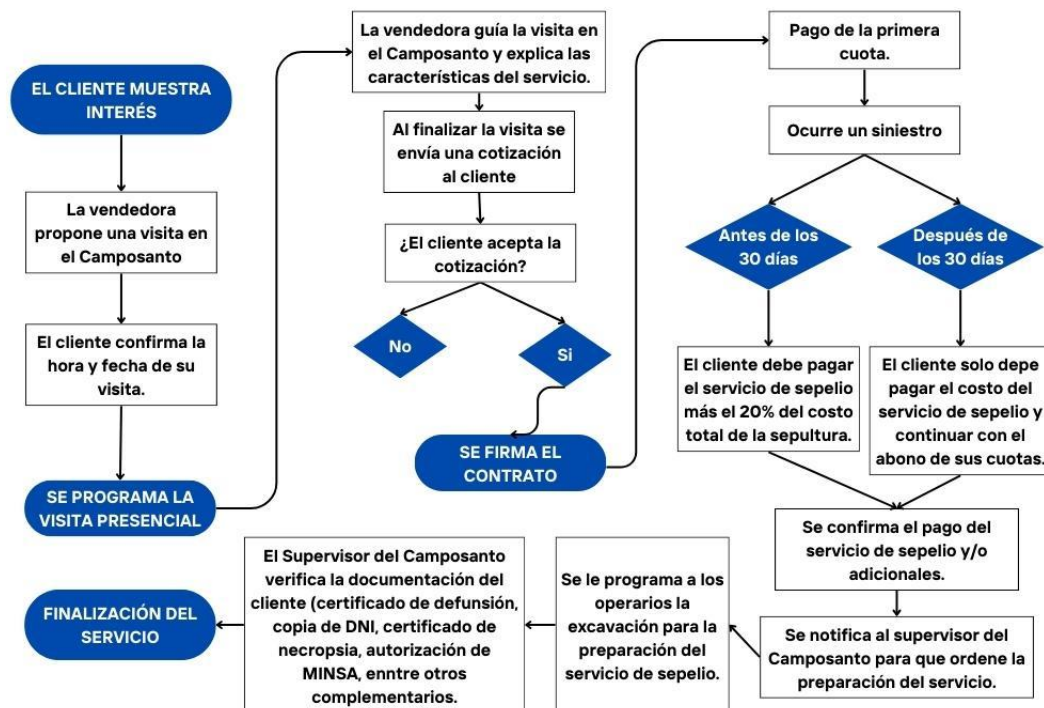 EL CLIENTE MUESTRA
INTERÉS
La vendedora
propone una visita en
el Camposanto
El cliente confirma la
hora y fecha de su
visita.
SE PROGRAMA LA
VISITA PRESENCIAL
La vendedora guía la visita en
el Camposanto y explica las
características del servicio.
Al finalizar la visita se
envía una cotización
al cliente
¿El cliente acepta la
cotización?
No
Si
SE FIRMA EL
CONTRATO
Pago de la primera
cuota.
Ocurre un siniestro
Antes de los
30 días
Después de
los 30 días
El cliente debe pagar
el servicio de sepelio
más el 20% del costo
total de la sepultura.
El cliente solo depe
pagar el costo del
servicio de sepelio y
continuar con el
abono de sus cuotas.
Se confirma el pago del
servicio de sepelio y/o
adicionales.
Se notifica al supervisor del
Camposanto para que ordene la
preparación del servicio.
Se le programa a los
operarios la
excavación para la
preparación del
servicio de sepelio.
El Supervisor del Camposanto
verifica la documentación del
cliente (certificado de defunsión,
copia de DNI, certificado de
necropsia, autorización de
MINSA, enntre otros
complementarios.
FINALIZACIÓN DEL
SERVICIO